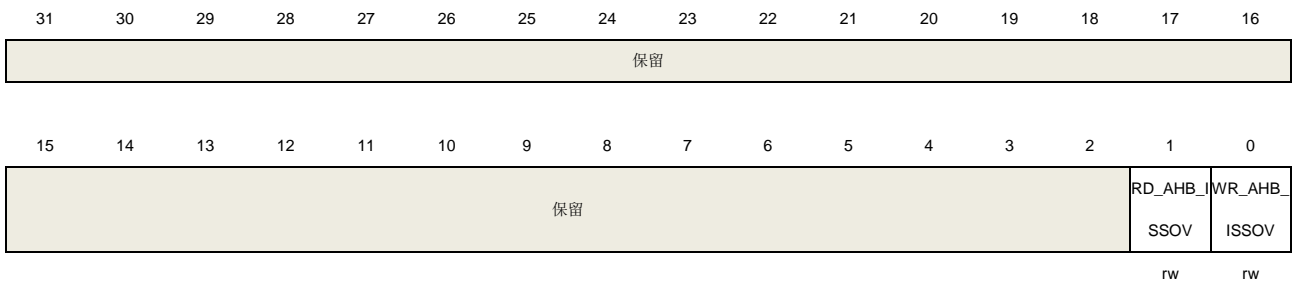 31 30 29 28 27 26 25 24 23 22 21 20 19 18 17 16
保留
15 14 13 12 11 10 9 8 7 6 5 4 3 2 1 0
保留
RD_AHB_I WR_AHB_
SSOV ISSOV
rw rw